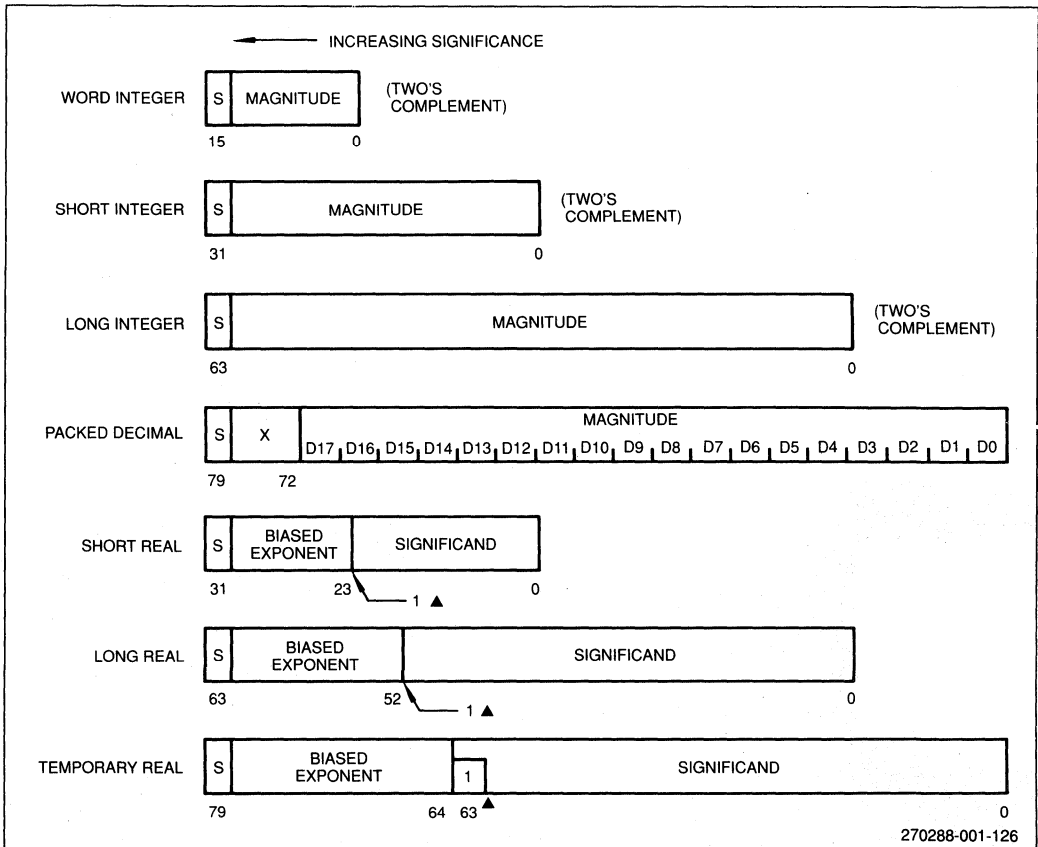 INCREASING SIGNIFICANCE
WORD INTEGER S MAGNITUDE (TWO'S
COMPLEMENT)
15 0
SHORT INTEGER S MAGNITUDE (TWO'S
COMPLEMENT)
31 0
LONG INTEGER S MAGNITUDE (TWO'S
COMPLEMENT)
63 0
MAGNITUDE
PACKED DECIMAL S X
D17 D16 D15 D14 D13 D12 D11 D10 D9 D8 D7 D6 D5 D4 D3 D2 D1 D0
79 72
SHORT REAL S BIASED
EXPONENT SIGNIFICAND
31 23 0
1 ▲
LONG REAL S BIASED
EXPONENT SIGNIFICAND
63 52 0
1 ▲
TEMPORARY REAL S BIASED
EXPONENT 1 SIGNIFICAND
79 64 63 ▲ 0
270288-001-126